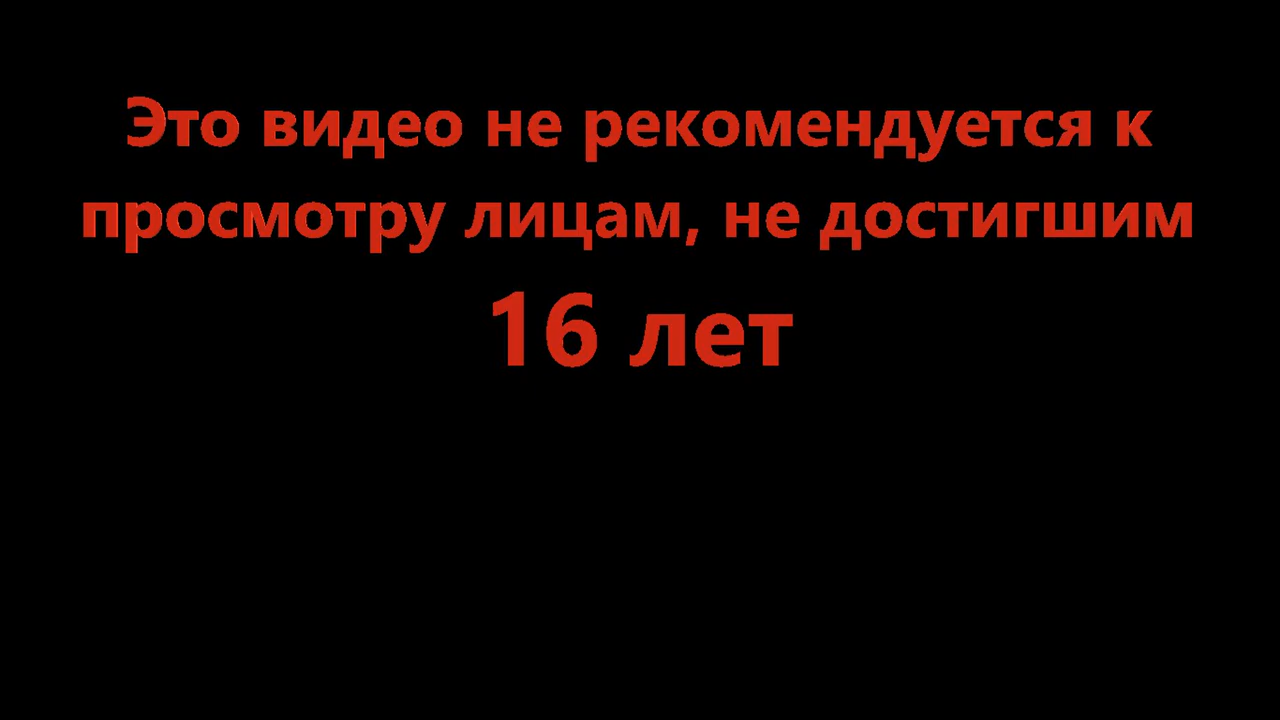 Это видео не рекомендуется к
просмотру лицам, не достигшим
16 лет